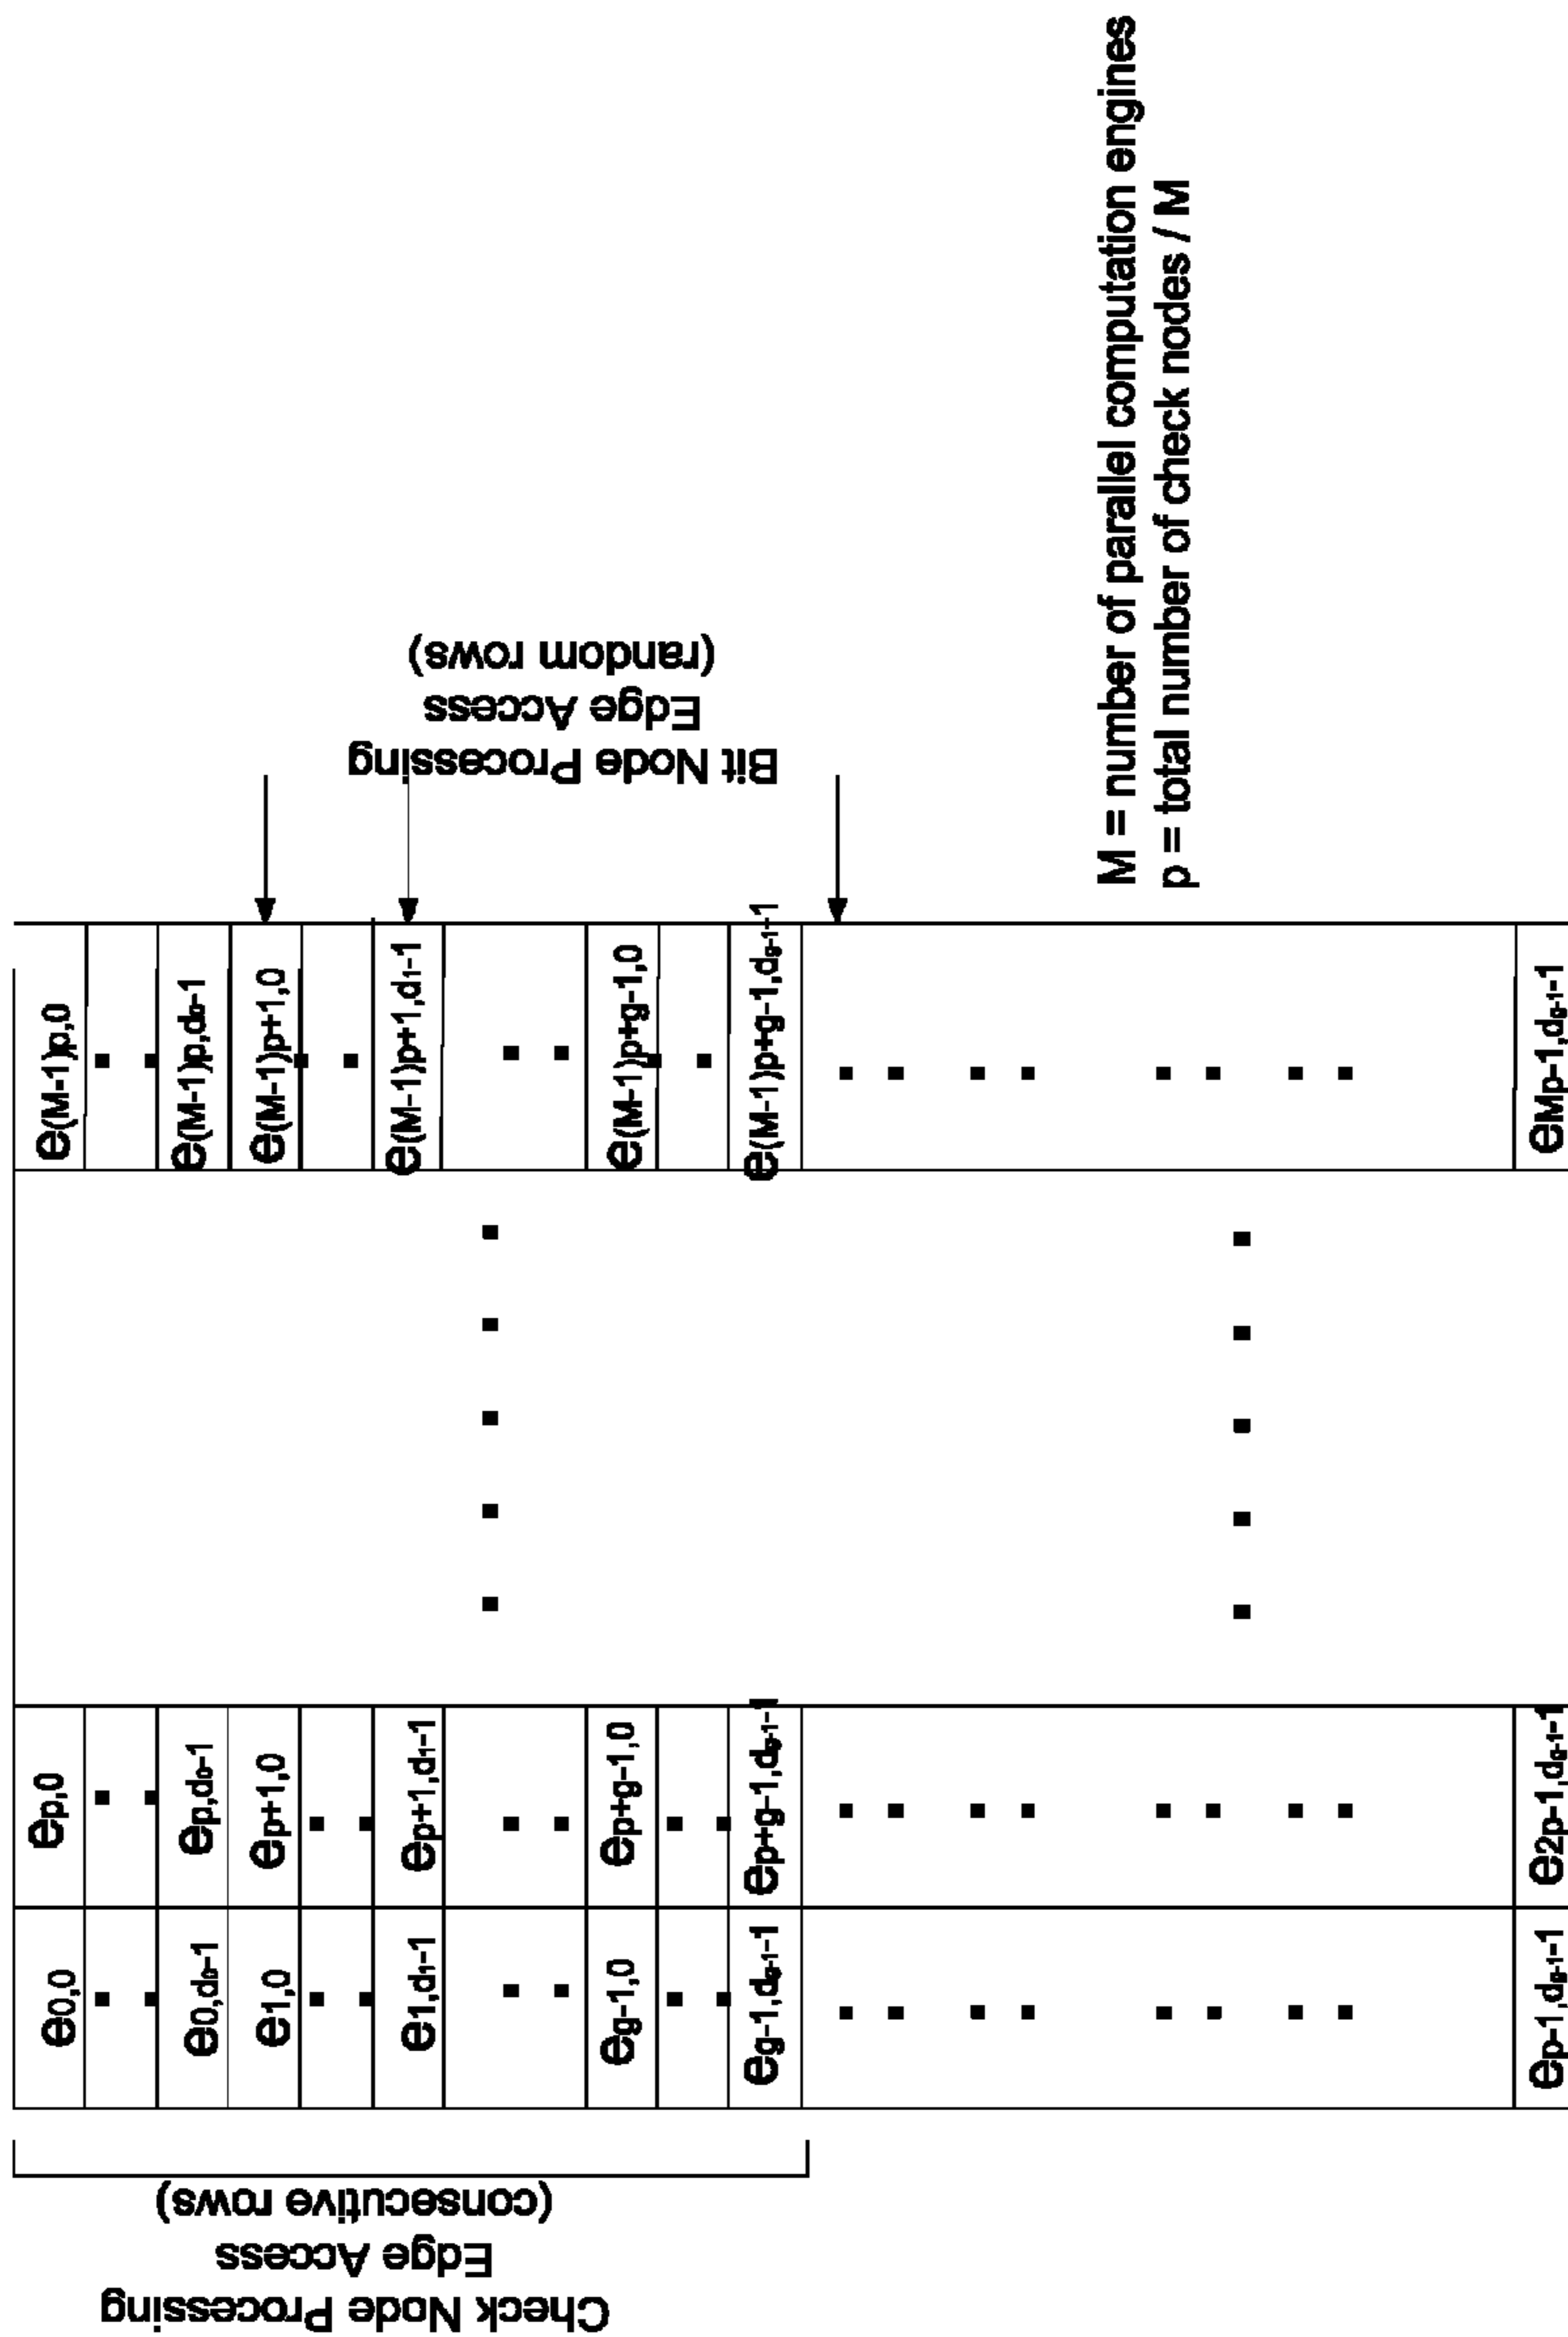 Check Node Processing
Edge Access
(consecutive rows)
e0,0 ep,0 e(M-1)p,0
e0,d0-1 ep,d0-1 e(M-1)p,d0-1
e1,0 ep+1,0 e(M-1)p+1,0
e1,d1-1 ep+1,d1-1 e(M-1)p+1,d1-1
eg-1,0 ep+g-1,0 e(M-1)p+g-1,0
eg-1,dg-1-1 ep+g-1,dg-1-1 e(M-1)p+g-1,dg-1-1
ep-1,dg-1-1 e2p-1,dg-1-1 eMp-1,dg-1-1
Bit Node Processing
Edge Access
(random rows)
M = number of parallel computation engines
p = total number of check nodes / M